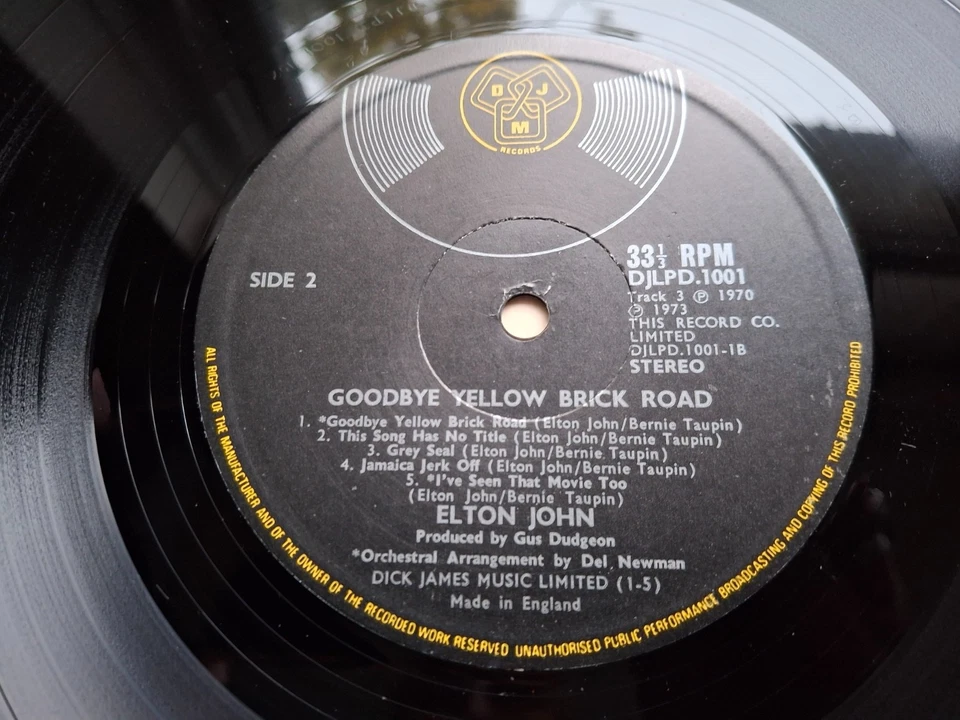 D J
M
RECORDS
SIDE 2
33⅓ RPM
DJLPD.1001
Track 3 Ⓟ 1970
Ⓟ 1973
THIS RECORD CO.
LIMITED
DJLPD.1001-1B
STEREO
GOODBYE YELLOW BRICK ROAD
1. *Goodbye Yellow Brick Road (Elton John/Bernie Taupin)
2. This Song Has No Title (Elton John/Bernie Taupin)
3. Grey Seal (Elton John/Bernie Taupin)
4. Jamaica Jerk Off (Elton John/Bernie Taupin)
5. *I've Seen That Movie Too
(Elton John/Bernie Taupin)
ELTON JOHN
Produced by Gus Dudgeon
*Orchestral Arrangement by Del Newman
DICK JAMES MUSIC LIMITED (1-5)
Made in England
ALL RIGHTS OF THE MANUFACTURER AND OF THE OWNER OF THE RECORDED WORK RESERVED UNAUTHORISED PUBLIC PERFORMANCE BROADCASTING AND COPYING OF THIS RECORD PROHIBITED